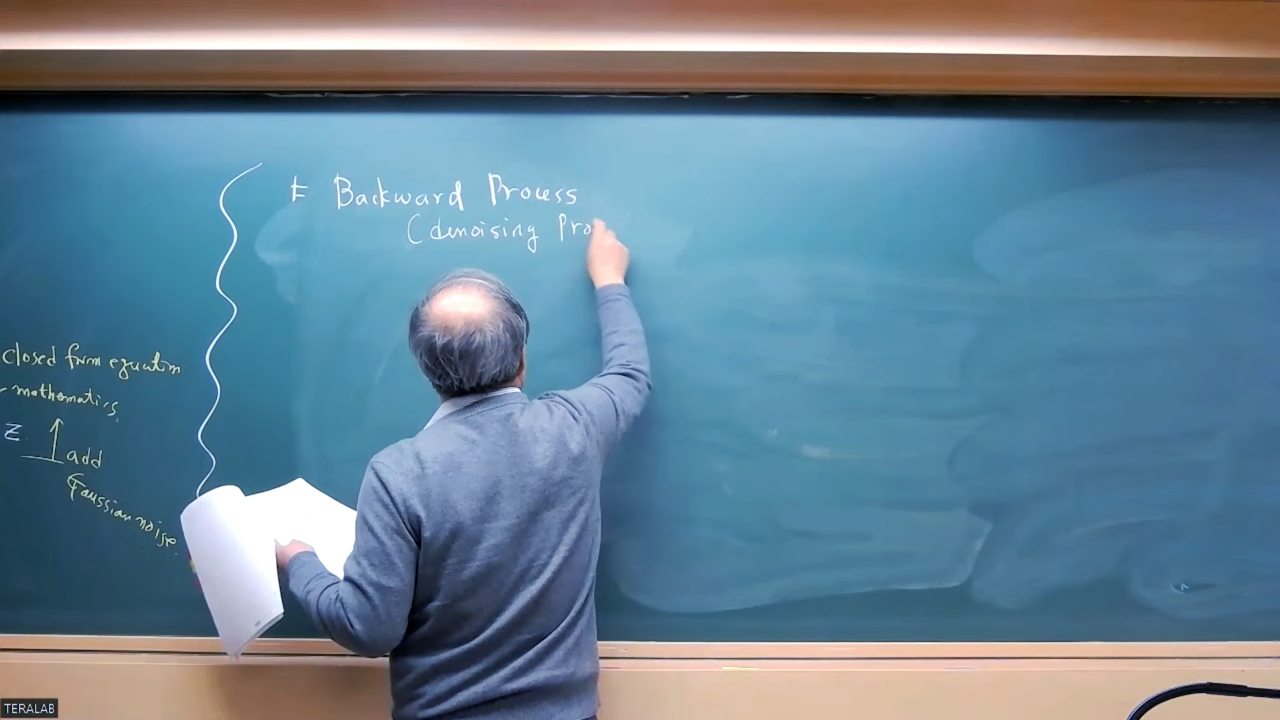 closed form equation
mathematics,
Z.
add
Gaussian noise.
Backward Process
(denoising Pro
TERALAB